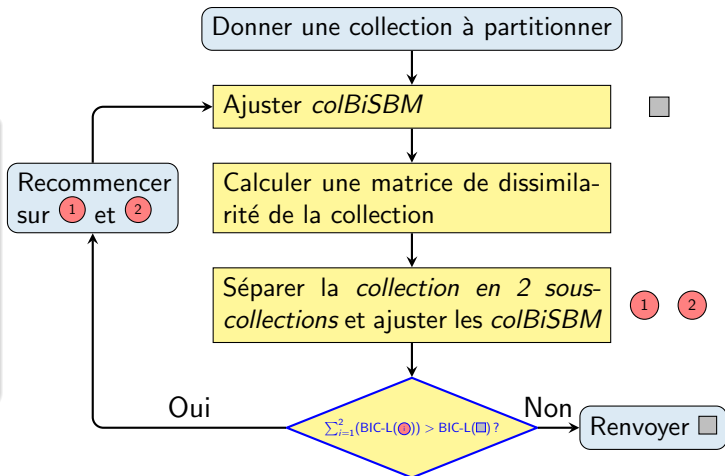 Donner une collection à partitionner
Ajuster colBiSBM
Calculer une matrice de dissimila-
rité de la collection
Recommencer
sur 1 et 2
Séparer la collection en 2 sous-
collections et ajuster les colBiSBM
1 2
Oui
∑²ᵢ₌₁(BIC-L(i)) > BIC-L(■) ?
Non
Renvoyer